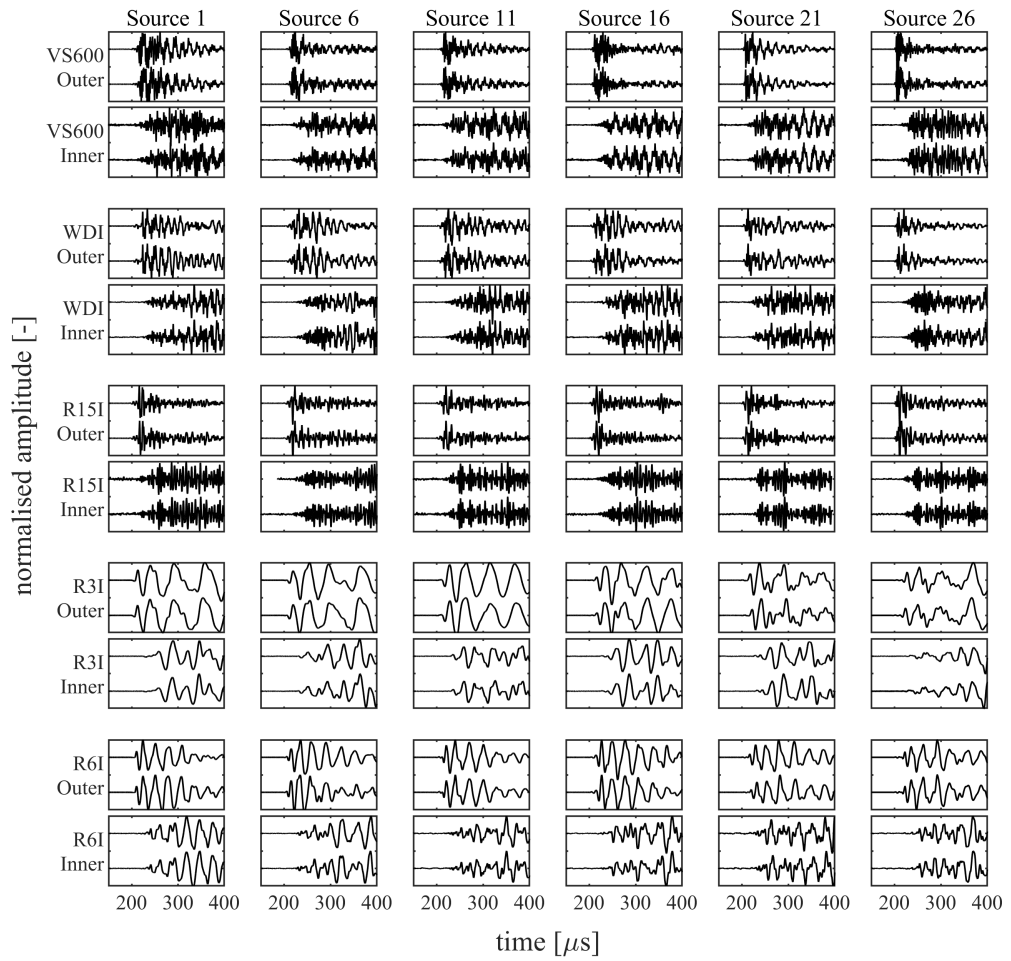 Source 1 Source 6 Source 11 Source 16 Source 21 Source 26
VS600
Outer
VS600
Inner
WDI
Outer
WDI
Inner
R15I
Outer
R15I
Inner
R3I
Outer
R3I
Inner
R6I
Outer
R6I
Inner
normalised amplitude [-]
200 300 400 200 300 400 200 300 400 200 300 400 200 300 400 200 300 400
time [μs]